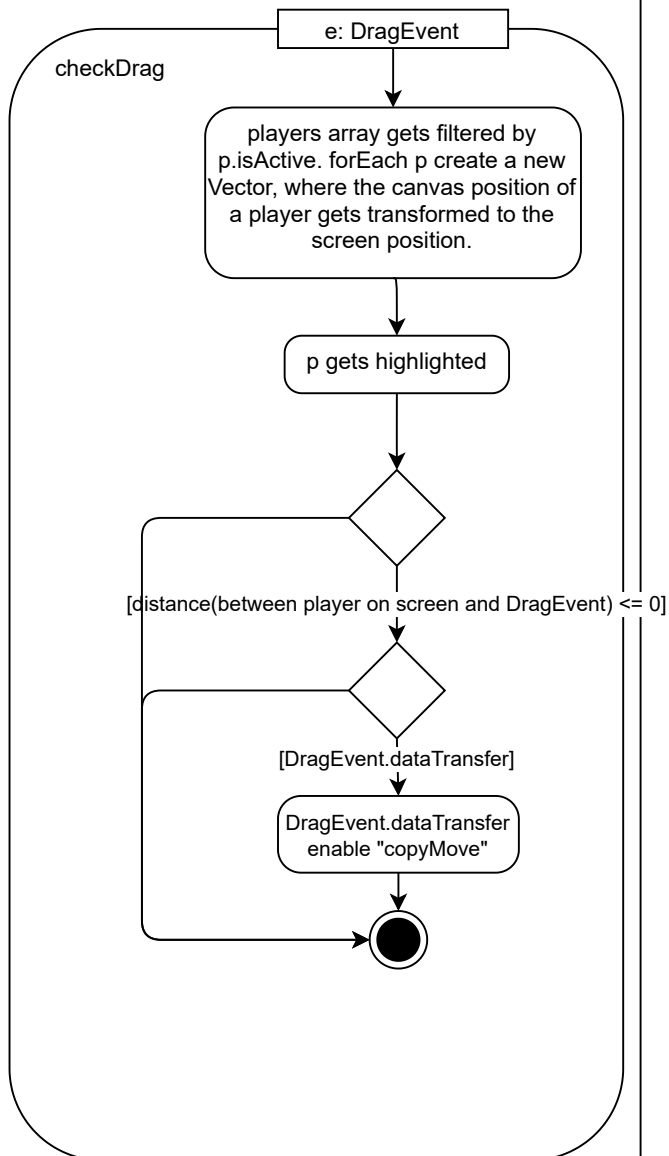 e: DragEvent
checkDrag
players array gets filtered by
p.isActive. forEach p create a new
Vector, where the canvas position of
a player gets transformed to the
screen position.
p gets highlighted
[distance(between player on screen and DragEvent) <= 0]
[DragEvent.dataTransfer]
DragEvent.dataTransfer
enable "copyMove"